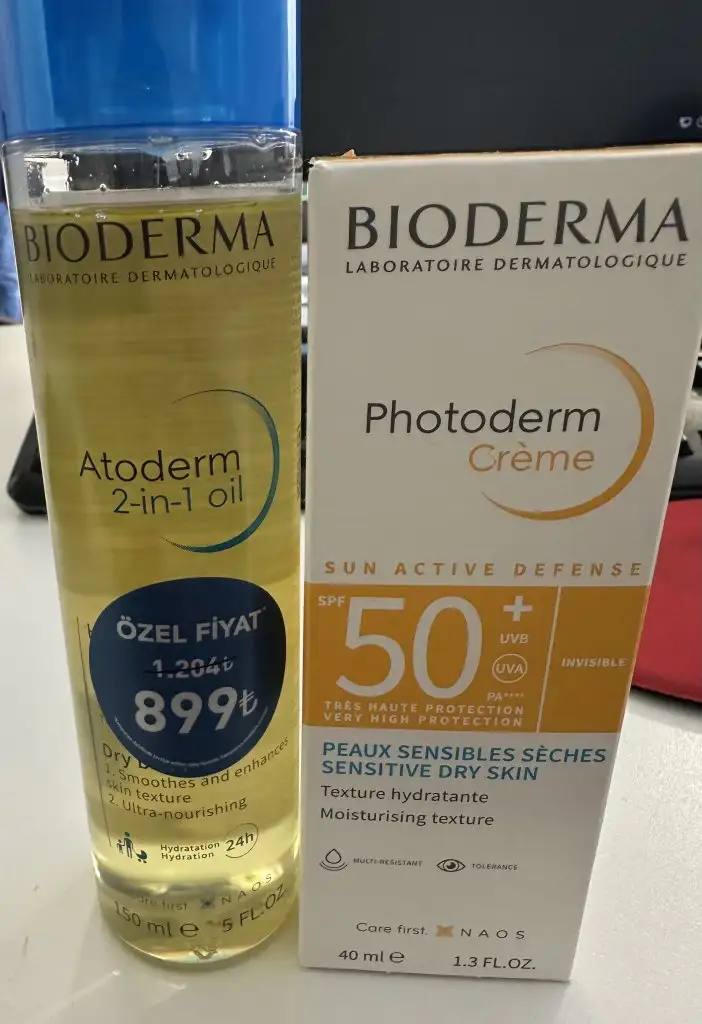 BIODERMA
LABORATOIRE DERMATOLOGIQUE
Atoderm
2-in-1 oil
ÖZEL FİYAT
1.204₺
899₺
Dry
1. Smoothes and enhances
skin texture
2. Ultra-nourishing
Hydratation
Hydration
24h
first. NAOS
150 ml e 5 FL.OZ.
BIODERMA
LABORATOIRE DERMATOLOGIQUE
Photoderm
Crème
SUN ACTIVE DEFENSE
SPF 50+
UVB
UVA
PA****
INVISIBLE
TRÈS HAUTE PROTECTION
VERY HIGH PROTECTION
PEAUX SENSIBLES SÈCHES
SENSITIVE DRY SKIN
Texture hydratante
Moisturising texture
MULTI-RESISTANT TOLERANCE
Care first. NAOS
40 ml e 1.3 FL.OZ.